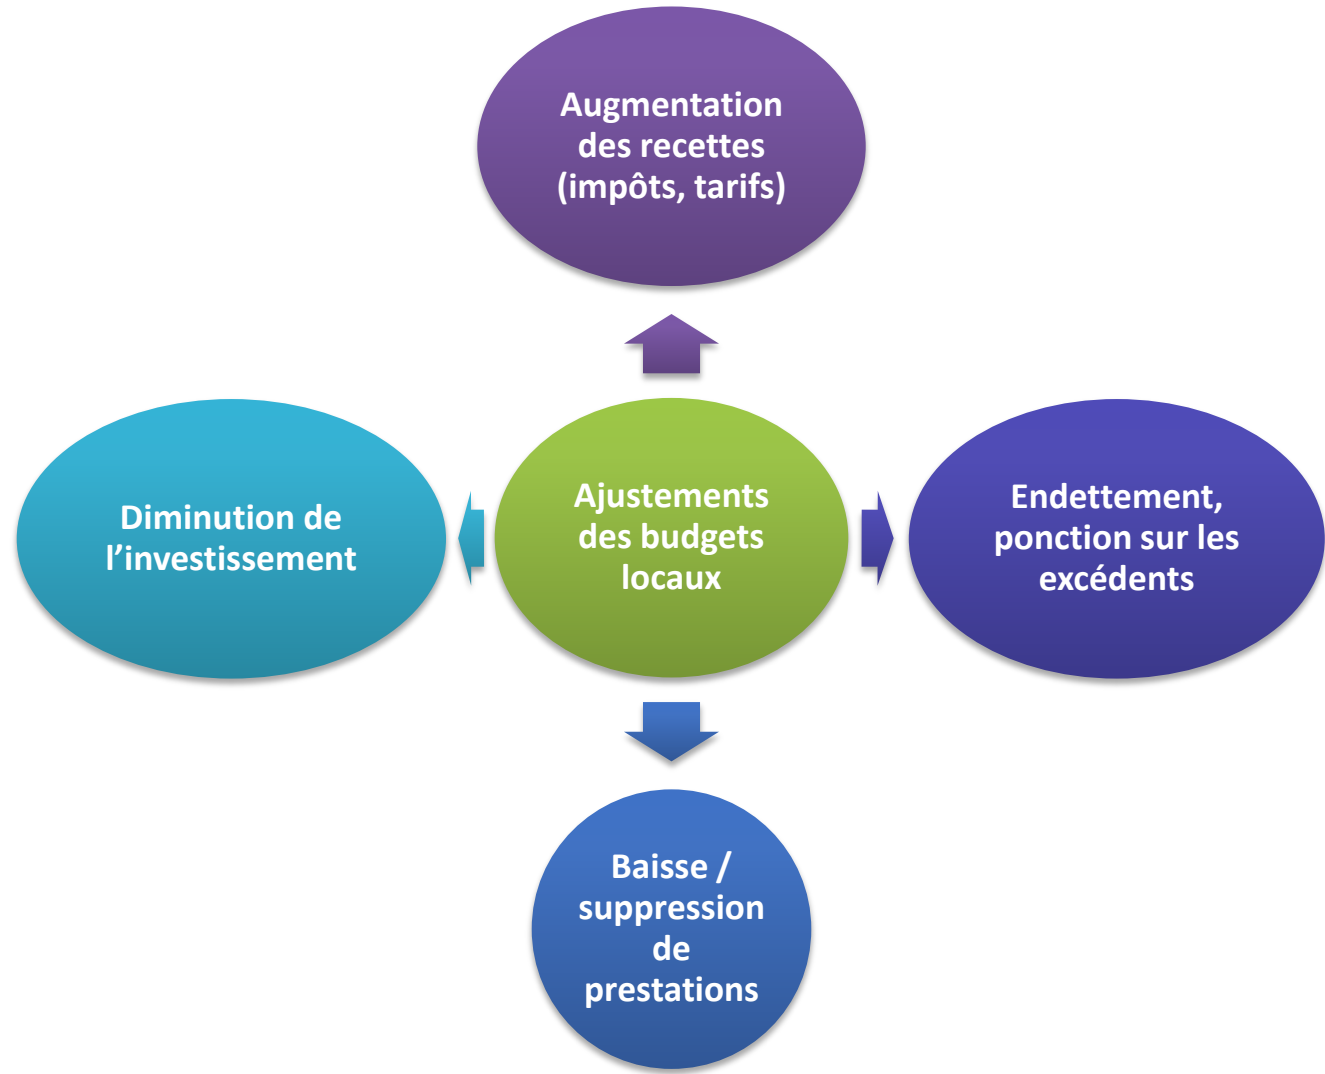 Augmentation
des recettes
(impôts, tarifs)
Diminution de
l’investissement
Ajustements
des budgets
locaux
Endettement,
ponction sur les
excédents
Baisse /
suppression
de
prestations